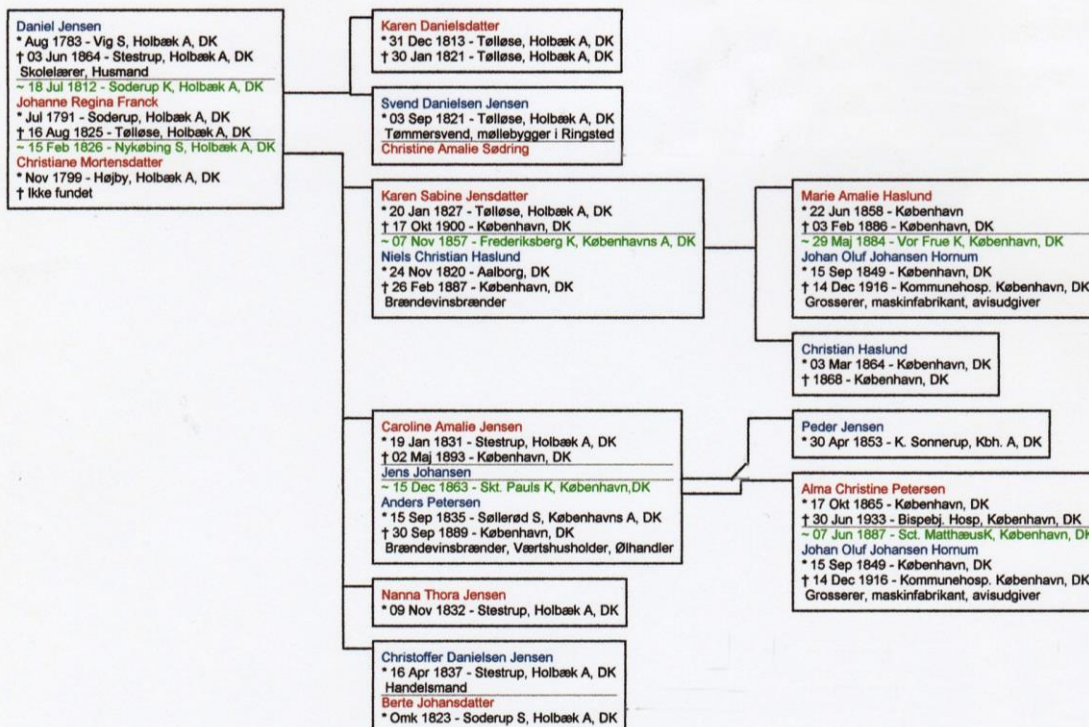 Daniel Jensen
* Aug 1783 - Vig S, Holbæk A, DK
† 03 Jun 1864 - Stestrup, Holbæk A, DK
Skolelærer, Husmand
~ 18 Jul 1812 - Soderup K, Holbæk A, DK
Johanne Regina Franck
* Jul 1791 - Soderup, Holbæk A, DK
† 16 Aug 1825 - Tølløse, Holbæk A, DK
~ 15 Feb 1826 - Nykøbing S, Holbæk A, DK
Christiane Mortensdatter
* Nov 1799 - Højby, Holbæk A, DK
† Ikke fundet
Karen Danielsdatter
* 31 Dec 1813 - Tølløse, Holbæk A, DK
† 30 Jan 1821 - Tølløse, Holbæk A, DK
Svend Danielsen Jensen
* 03 Sep 1821 - Tølløse, Holbæk A, DK
Tømmersvend, møllebygger i Ringsted
Christine Amalie Sødring
Karen Sabine Jensdatter
* 20 Jan 1827 - Tølløse, Holbæk A, DK
† 17 Okt 1900 - København, DK
~ 07 Nov 1857 - Frederiksberg K, Københavns A, DK
Niels Christian Haslund
* 24 Nov 1820 - Aalborg, DK
† 26 Feb 1887 - København, DK
Brændevinsbrænder
Marie Amalie Haslund
* 22 Jun 1858 - København
† 03 Feb 1886 - København, DK
~ 29 Maj 1884 - Vor Frue K, København, DK
Johan Oluf Johansen Hornum
* 15 Sep 1849 - København, DK
† 14 Dec 1916 - Kommunehosp. København, DK
Grosserer, maskinfabrikant, avisudgiver
Christian Haslund
* 03 Mar 1864 - København, DK
† 1868 - København, DK
Caroline Amalie Jensen
* 19 Jan 1831 - Stestrup, Holbæk A, DK
† 02 Maj 1893 - København, DK
Jens Johansen
~ 15 Dec 1863 - Skt. Pauls K, København,DK
Anders Petersen
* 15 Sep 1835 - Søllerød S, Københavns A, DK
† 30 Sep 1889 - København, DK
Brændevinsbrænder, Værtshusholder, Ølhandler
Peder Jensen
* 30 Apr 1853 - K. Sonnerup, Kbh. A, DK
Alma Christine Petersen
* 17 Okt 1865 - København, DK
† 30 Jun 1933 - Bispebj. Hosp, København, DK
~ 07 Jun 1887 - Sct. MatthæusK, København, DK
Johan Oluf Johansen Hornum
* 15 Sep 1849 - København, DK
† 14 Dec 1916 - Kommunehosp. København, DK
Grosserer, maskinfabrikant, avisudgiver
Nanna Thora Jensen
* 09 Nov 1832 - Stestrup, Holbæk A, DK
Christoffer Danielsen Jensen
* 16 Apr 1837 - Stestrup, Holbæk A, DK
Handelsmand
Berte Johansdatter
* Omk 1823 - Soderup S, Holbæk A, DK